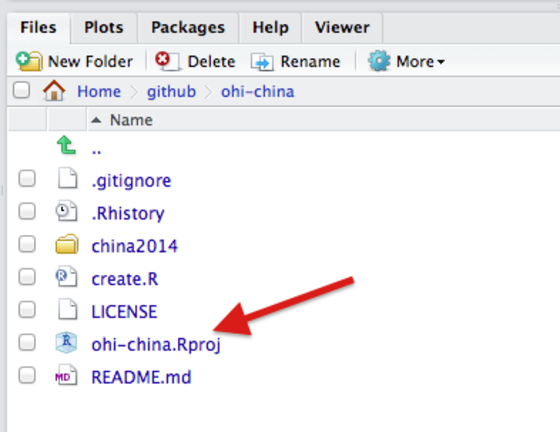 Files Plots Packages Help Viewer
New Folder Delete Rename More
Home github ohi-china
Name
..
.gitignore
.Rhistory
china2014
create.R
LICENSE
ohi-china.Rproj
MD README.md